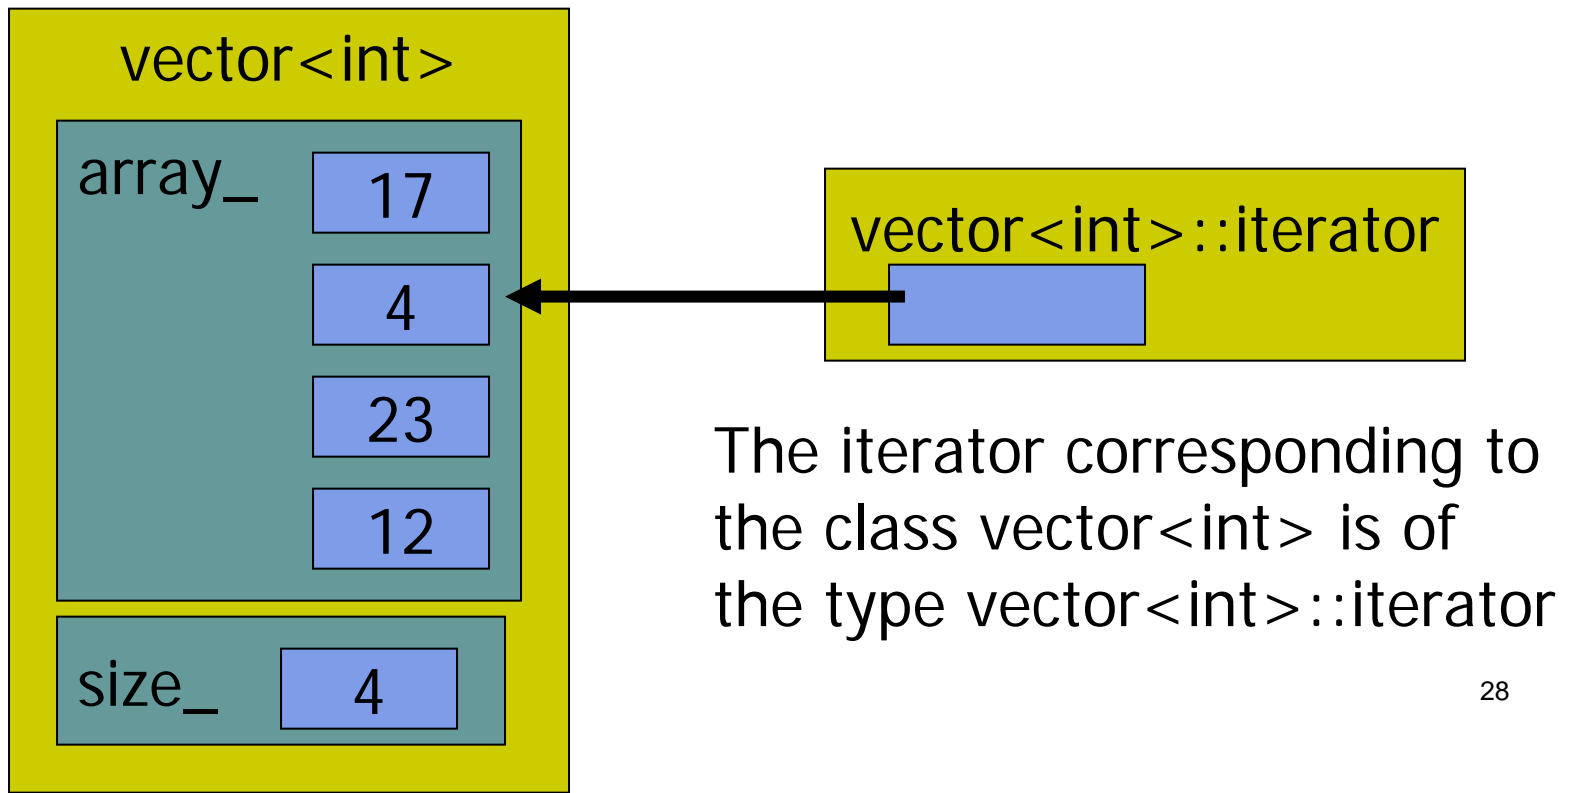 vector<int>
array_
17
4
23
12
size_
4
vector<int>::iterator
The iterator corresponding to
the class vector<int> is of
the type vector<int>::iterator
28